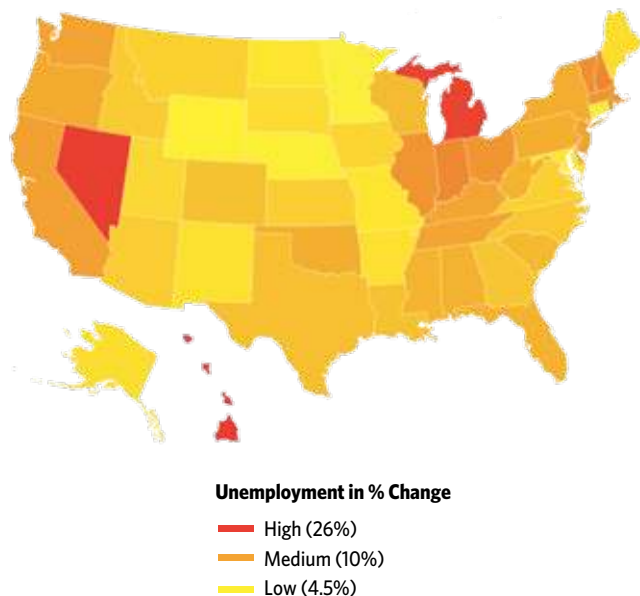 Unemployment in % Change
High (26%)
Medium (10%)
Low (4.5%)